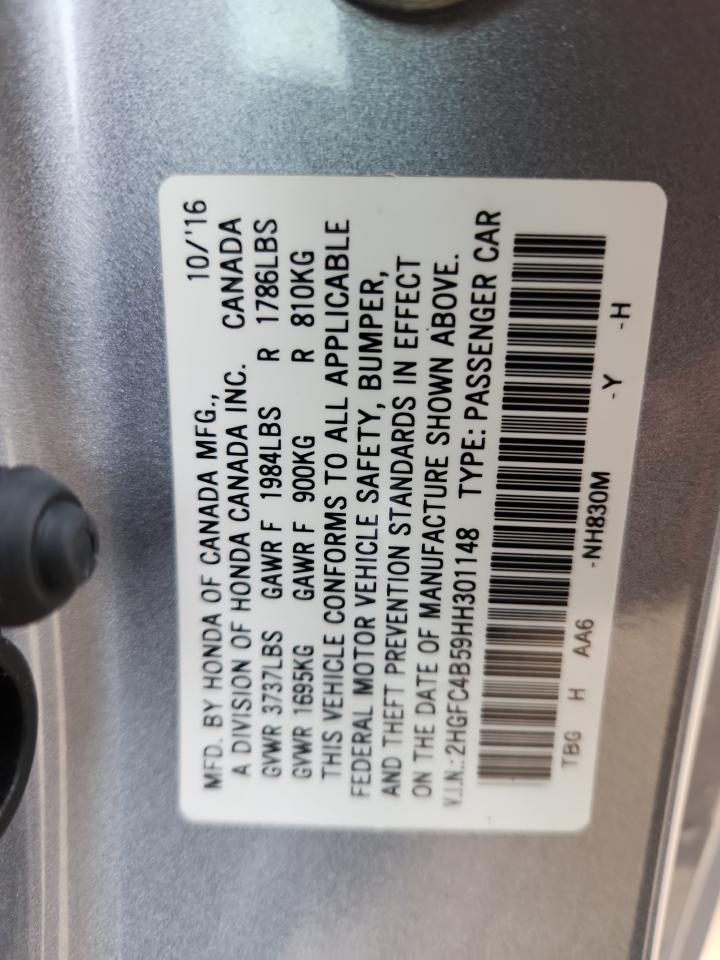 MFD. BY HONDA OF CANADA MFG., 10/'16
A DIVISION OF HONDA CANADA INC. CANADA
GVWR 3737LBS GAWR F 1984LBS R 1786LBS
GVWR 1695KG GAWR F 900KG R 810KG
THIS VEHICLE CONFORMS TO ALL APPLICABLE
FEDERAL MOTOR VEHICLE SAFETY, BUMPER,
AND THEFT PREVENTION STANDARDS IN EFFECT
ON THE DATE OF MANUFACTURE SHOWN ABOVE.
V.I.N.: 2HGFC4B59HH301148 TYPE: PASSENGER CAR
TBG H AA6 -NH830M -Y -H